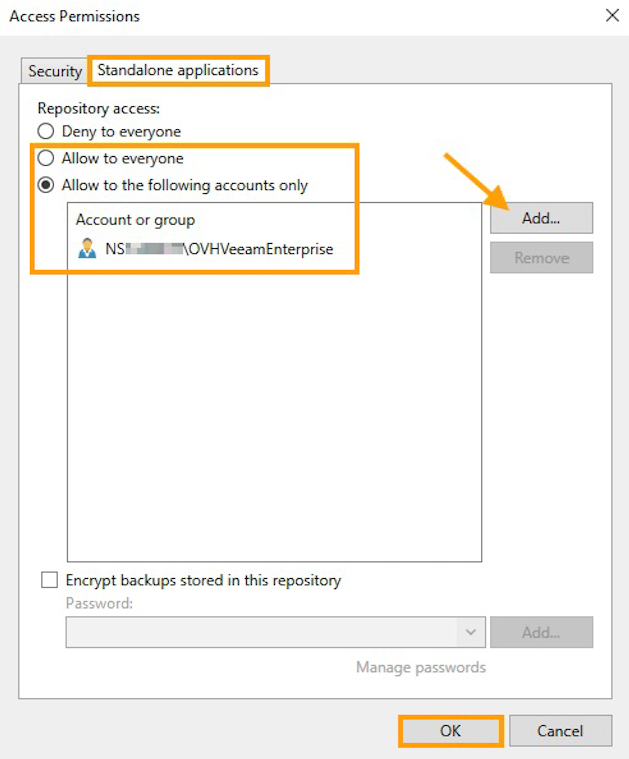 Access Permissions
Security
Standalone applications
Repository access:
Deny to everyone
Allow to everyone
Allow to the following accounts only
Account or group
NS \OVHVeeamEnterprise
Add...
Remove
Encrypt backups stored in this repository
Password:
Add...
Manage passwords
OK
Cancel